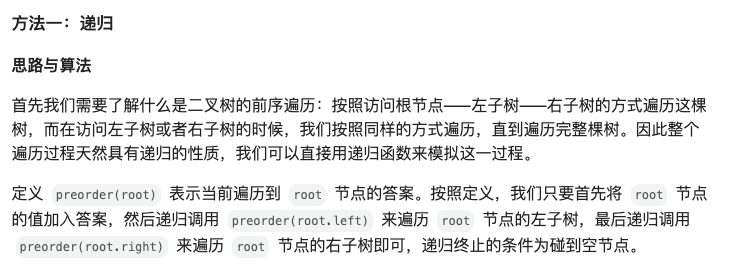 方法一：递归
思路与算法
首先我们需要了解什么是二叉树的前序遍历：按照访问根节点——左子树——右子树的方式遍历这棵
树，而在访问左子树或者右子树的时候，我们按照同样的方式遍历，直到遍历完整棵树。因此整个
遍历过程天然具有递归的性质，我们可以直接用递归函数来模拟这一过程。
定义 preorder(root) 表示当前遍历到 root 节点的答案。按照定义，我们只要首先将 root 节点
的值加入答案，然后递归调用 preorder(root.left) 来遍历 root 节点的左子树，最后递归调用
preorder(root.right) 来遍历 root 节点的右子树即可，递归终止的条件为碰到空节点。